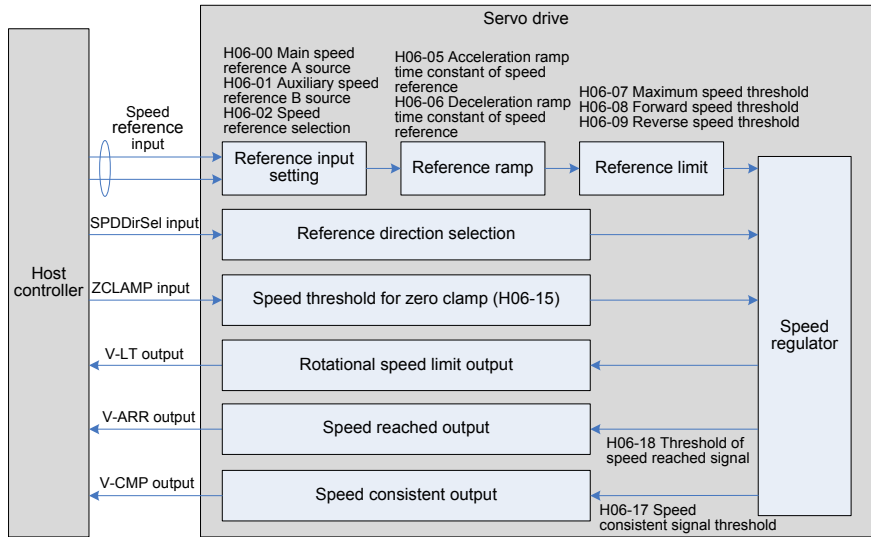 Servo drive
H06-00 Main speed
reference A source
H06-01 Auxiliary speed
reference B source
H06-02 Speed
reference selection
H06-05 Acceleration ramp
time constant of speed
reference
H06-06 Deceleration ramp
time constant of speed
reference
H06-07 Maximum speed threshold
H06-08 Forward speed threshold
H06-09 Reverse speed threshold
Speed
reference
input
Reference input
setting
Reference ramp
Reference limit
SPDDirSel input
Reference direction selection
Host
controller
ZCLAMP input
Speed threshold for zero clamp (H06-15)
Speed
regulator
V-LT output
Rotational speed limit output
V-ARR output
Speed reached output
H06-18 Threshold of
speed reached signal
V-CMP output
Speed consistent output
H06-17 Speed
consistent signal threshold